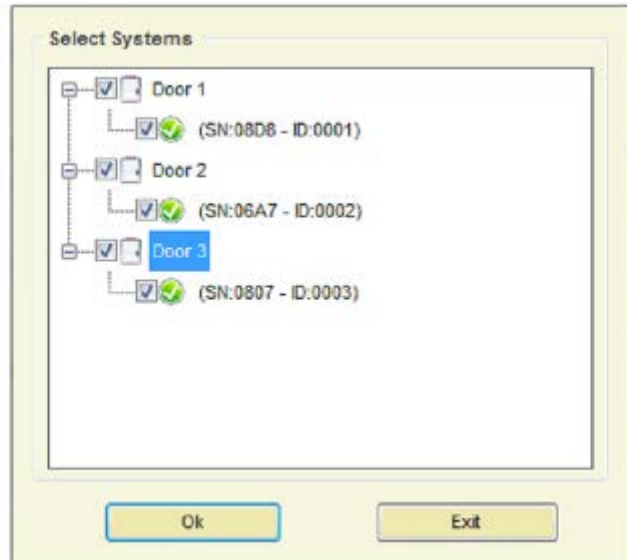 Select Systems
Door 1
(SN:08D8 - ID:0001)
Door 2
(SN:06A7 - ID:0002)
Door 3
(SN:0807 - ID:0003)
Ok Exit